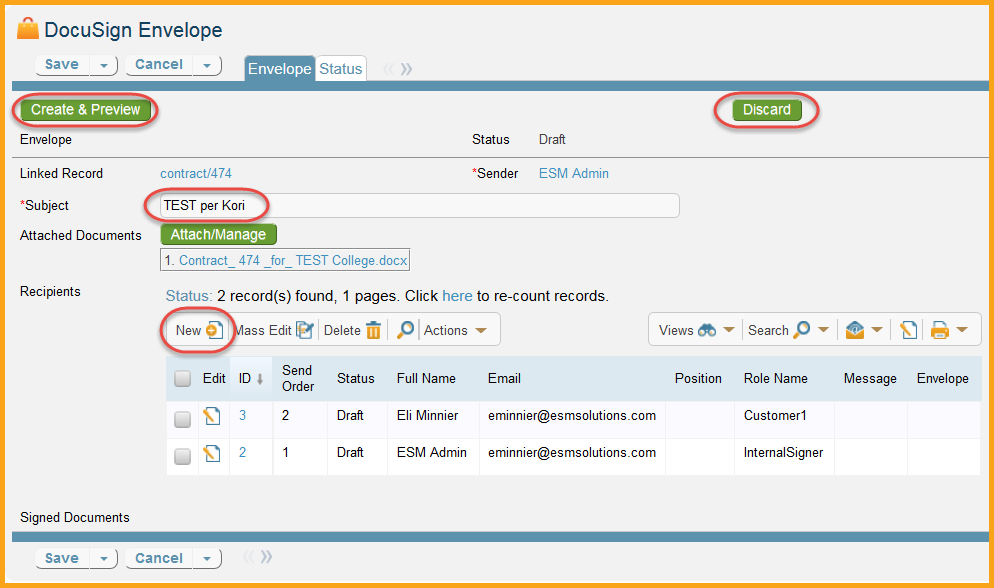 DocuSign Envelope
Save Cancel Envelope Status
Create & Preview Discard
Envelope Status Draft
Linked Record contract/474 *Sender ESM Admin
*Subject TEST per Kori
Attached Documents Attach/Manage
1. Contract_ 474 _for_ TEST College.docx
Recipients Status: 2 record(s) found, 1 pages. Click here to re-count records.
New Mass Edit Delete Actions Views Search
Edit ID Send Order Status Full Name Email Position Role Name Message Envelope
3 2 Draft Eli Minnier eminnier@esmsolutions.com Customer1
2 1 Draft ESM Admin eminnier@esmsolutions.com InternalSigner
Signed Documents
Save Cancel